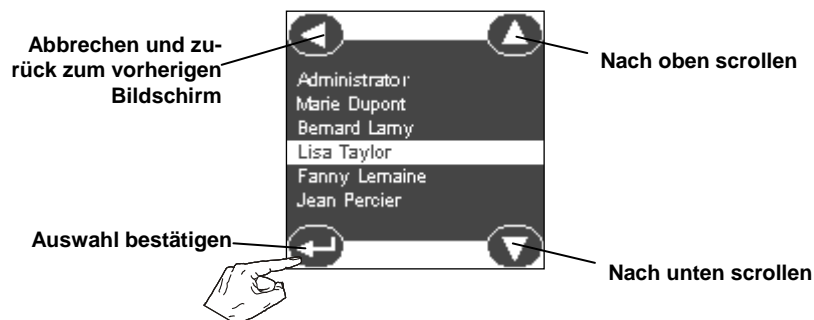 Abbrechen und zu-
rück zum vorherigen
Bildschirm
Nach oben scrollen
Administrator
Marie Dupont
Bernard Lamy
Lisa Taylor
Fanny Lemaine
Jean Percier
Auswahl bestätigen
Nach unten scrollen